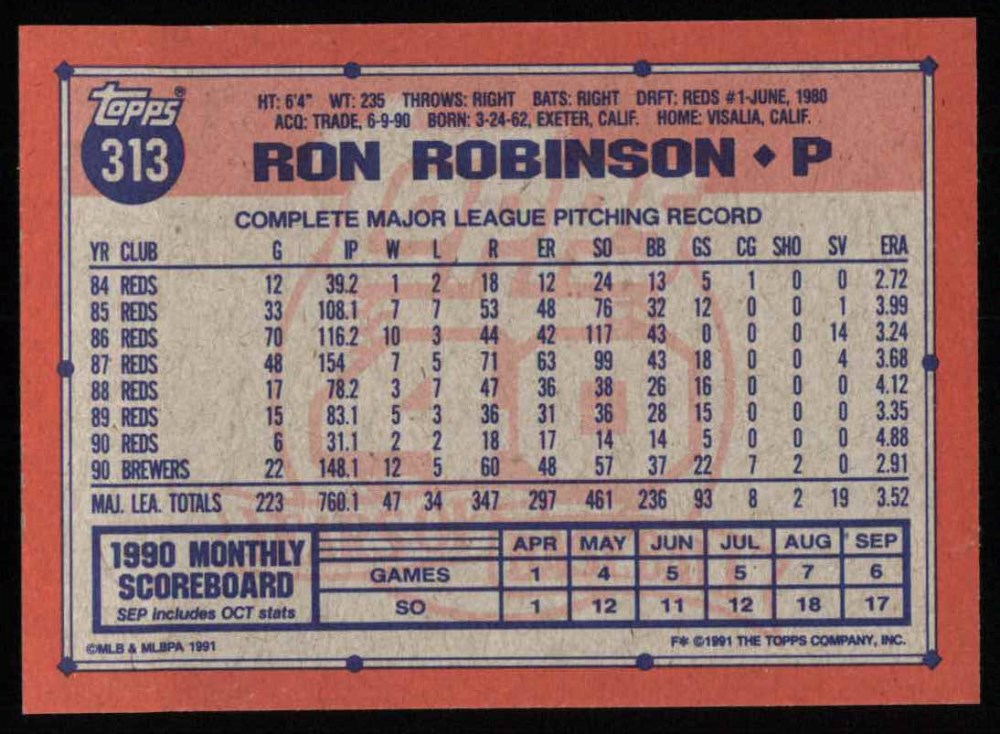 TOPPS®
313
HT: 6'4" WT: 235 THROWS: RIGHT BATS: RIGHT DRFT: REDS #1-JUNE, 1980
ACQ: TRADE, 6-9-90 BORN: 3-24-62, EXETER, CALIF. HOME: VISALIA, CALIF.
RON ROBINSON ♦ P
COMPLETE MAJOR LEAGUE PITCHING RECORD
YR CLUB G IP W L R ER SO BB GS CG SHO SV ERA
84 REDS 12 39.2 1 2 18 12 24 13 5 1 0 0 2.72
85 REDS 33 108.1 7 7 53 48 76 32 12 0 0 1 3.99
86 REDS 70 116.2 10 3 44 42 117 43 0 0 0 14 3.24
87 REDS 48 154 7 5 71 63 99 43 18 0 0 4 3.68
88 REDS 17 78.2 3 7 47 36 38 26 16 0 0 0 4.12
89 REDS 15 83.1 5 3 36 31 36 28 15 0 0 0 3.35
90 REDS 6 31.1 2 2 18 17 14 14 5 0 0 0 4.88
90 BREWERS 22 148.1 12 5 60 48 57 37 22 7 2 0 2.91
MAJ. LEA. TOTALS 223 760.1 47 34 347 297 461 236 93 8 2 19 3.52
1990 MONTHLY SCOREBOARD
SEP includes OCT stats
APR MAY JUN JUL AUG SEP
GAMES 1 4 5 5 7 6
SO 1 12 11 12 18 17
©MLB & MLBPA 1991
F* ©1991 THE TOPPS COMPANY, INC.